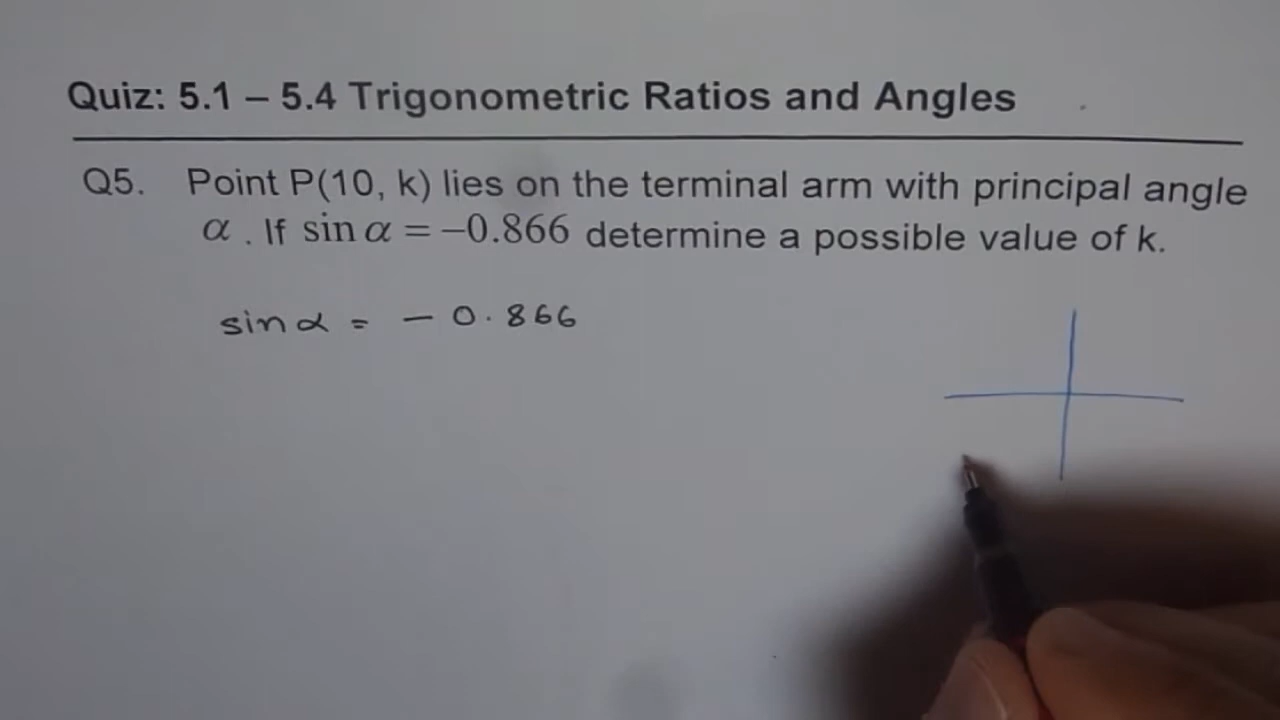 Quiz: 5.1 – 5.4 Trigonometric Ratios and Angles
Q5. Point P(10, k) lies on the terminal arm with principal angle
α . If sin α = −0.866 determine a possible value of k.
sin α = − 0.866